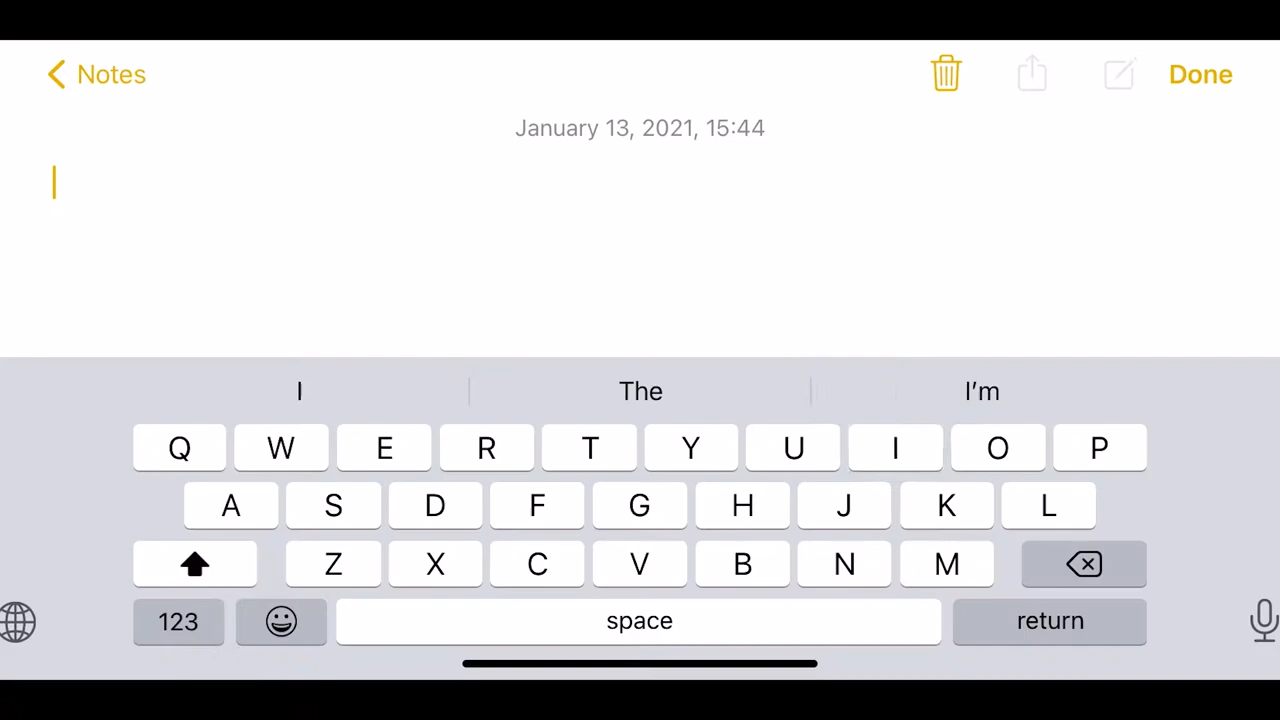 Notes
Done
January 13, 2021, 15:44
I The I’m
Q W E R T Y U I O P
A S D F G H J K L
Z X C V B N M
123 space return